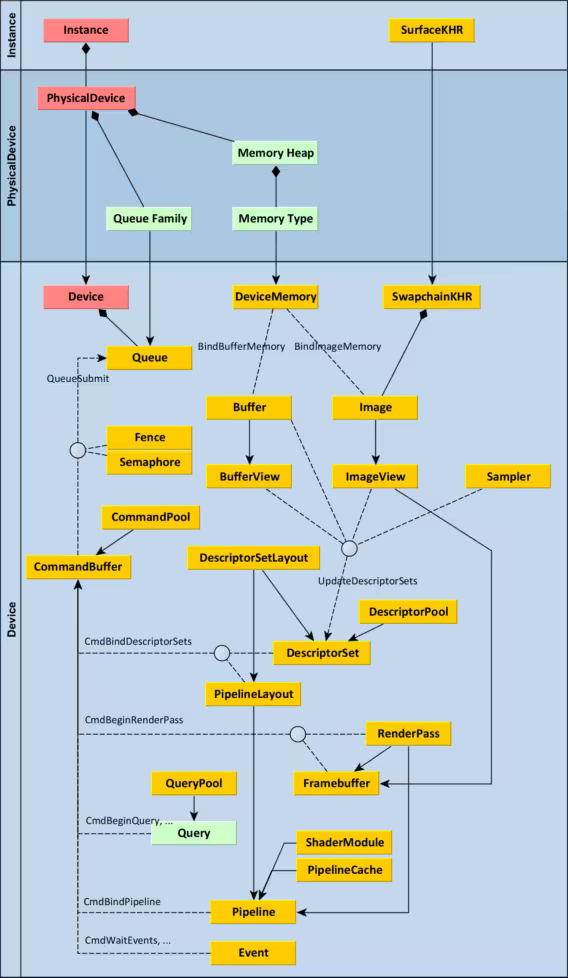 Instance
Instance
SurfaceKHR
PhysicalDevice
PhysicalDevice
Memory Heap
Queue Family
Memory Type
Device
Device
DeviceMemory
SwapchainKHR
BindBufferMemory
BindImageMemory
Queue
QueueSubmit
Buffer
Image
Fence
Semaphore
BufferView
ImageView
Sampler
CommandPool
DescriptorSetLayout
CommandBuffer
UpdateDescriptorSets
DescriptorPool
CmdBindDescriptorSets
DescriptorSet
PipelineLayout
CmdBeginRenderPass
RenderPass
QueryPool
Framebuffer
CmdBeginQuery, ...
Query
ShaderModule
PipelineCache
CmdBindPipeline
Pipeline
CmdWaitEvents, ...
Event